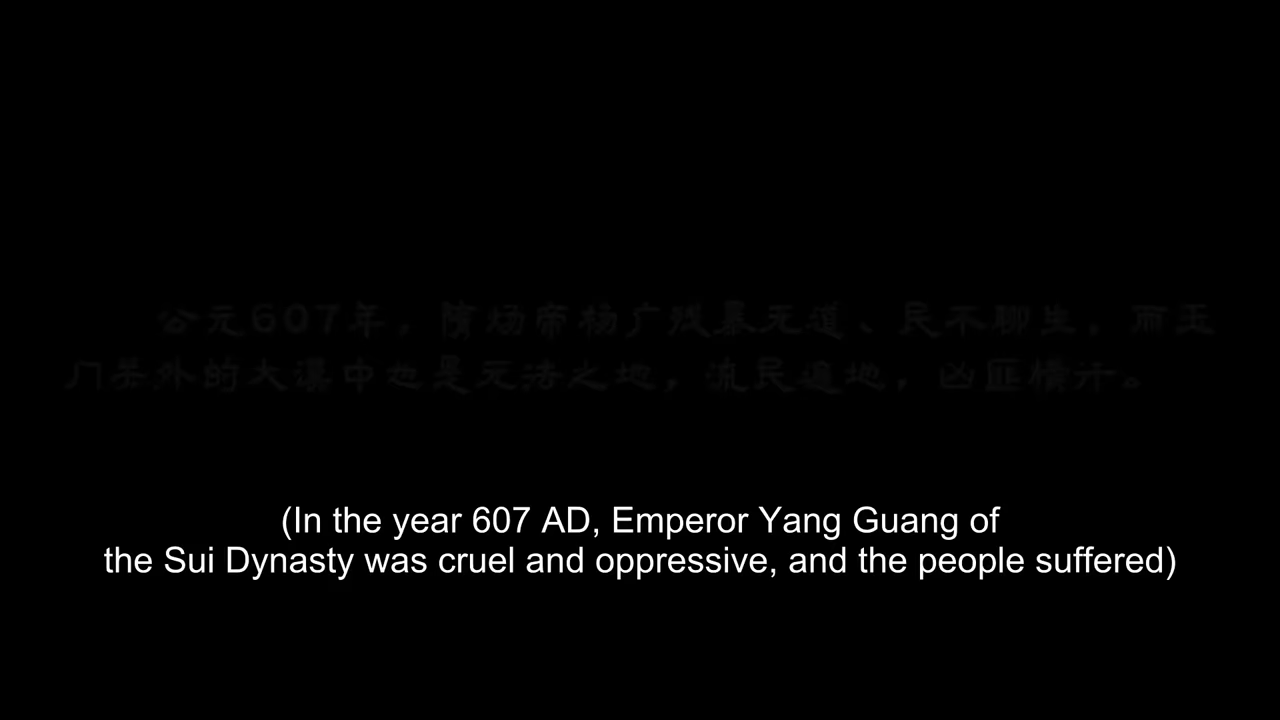 公元607年，隋炀帝杨广残暴无道、民不聊生，而玉
门关外的大漠中也是无法之地，流民遍地，凶匪横行。
(In the year 607 AD, Emperor Yang Guang of
the Sui Dynasty was cruel and oppressive, and the people suffered)